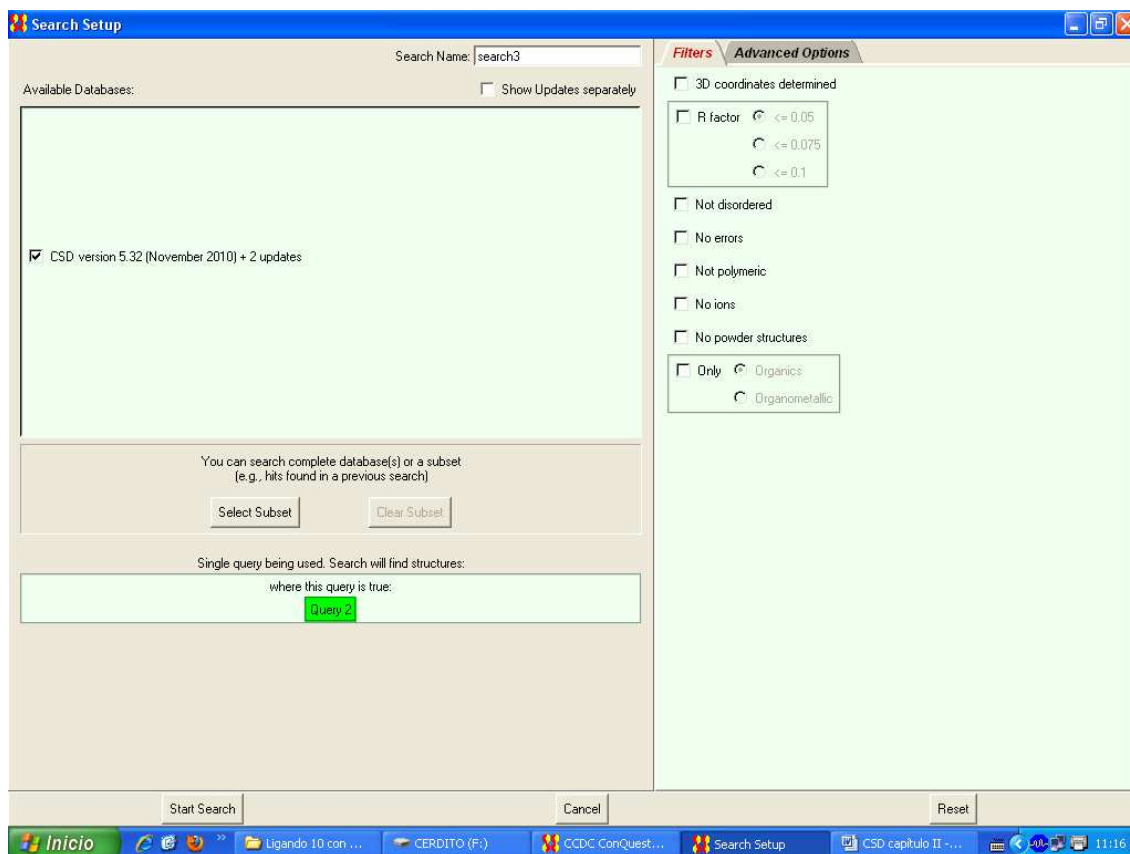 Search Setup
Search Name: search3
Available Databases:
Show Updates separately
CSD version 5.32 (November 2010) + 2 updates
You can search complete database(s) or a subset
(e.g., hits found in a previous search)
Select Subset
Clear Subset
Single query being used. Search will find structures:
where this query is true:
Query 2
Filters
Advanced Options
3D coordinates determined
R factor <= 0.05
<= 0.075
<= 0.1
Not disordered
No errors
Not polymeric
No ions
No powder structures
Only Organics
Organometallic
Start Search
Cancel
Reset
Inicio
Ligando 10 con ...
CERDITO (F:)
CCDC ConQuest...
Search Setup
CSD capítulo II -...
11:16